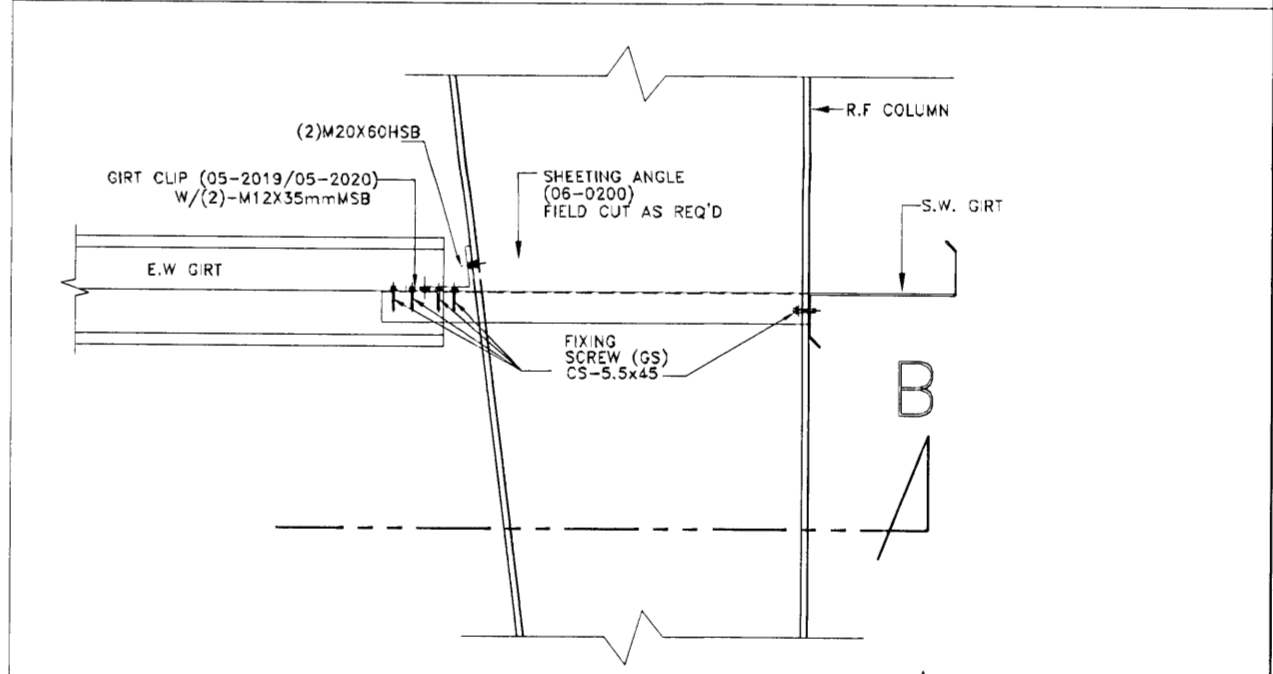 R.F COLUMN
(2)M20X60HSB
GIRT CLIP (05-2019/05-2020)
W/(2)-M12X35mmMSB
SHEETING ANGLE
(06-0200)
FIELD CUT AS REQ'D
S.W. GIRT
E.W GIRT
FIXING
SCREW (GS)
CS-5.5x45
B